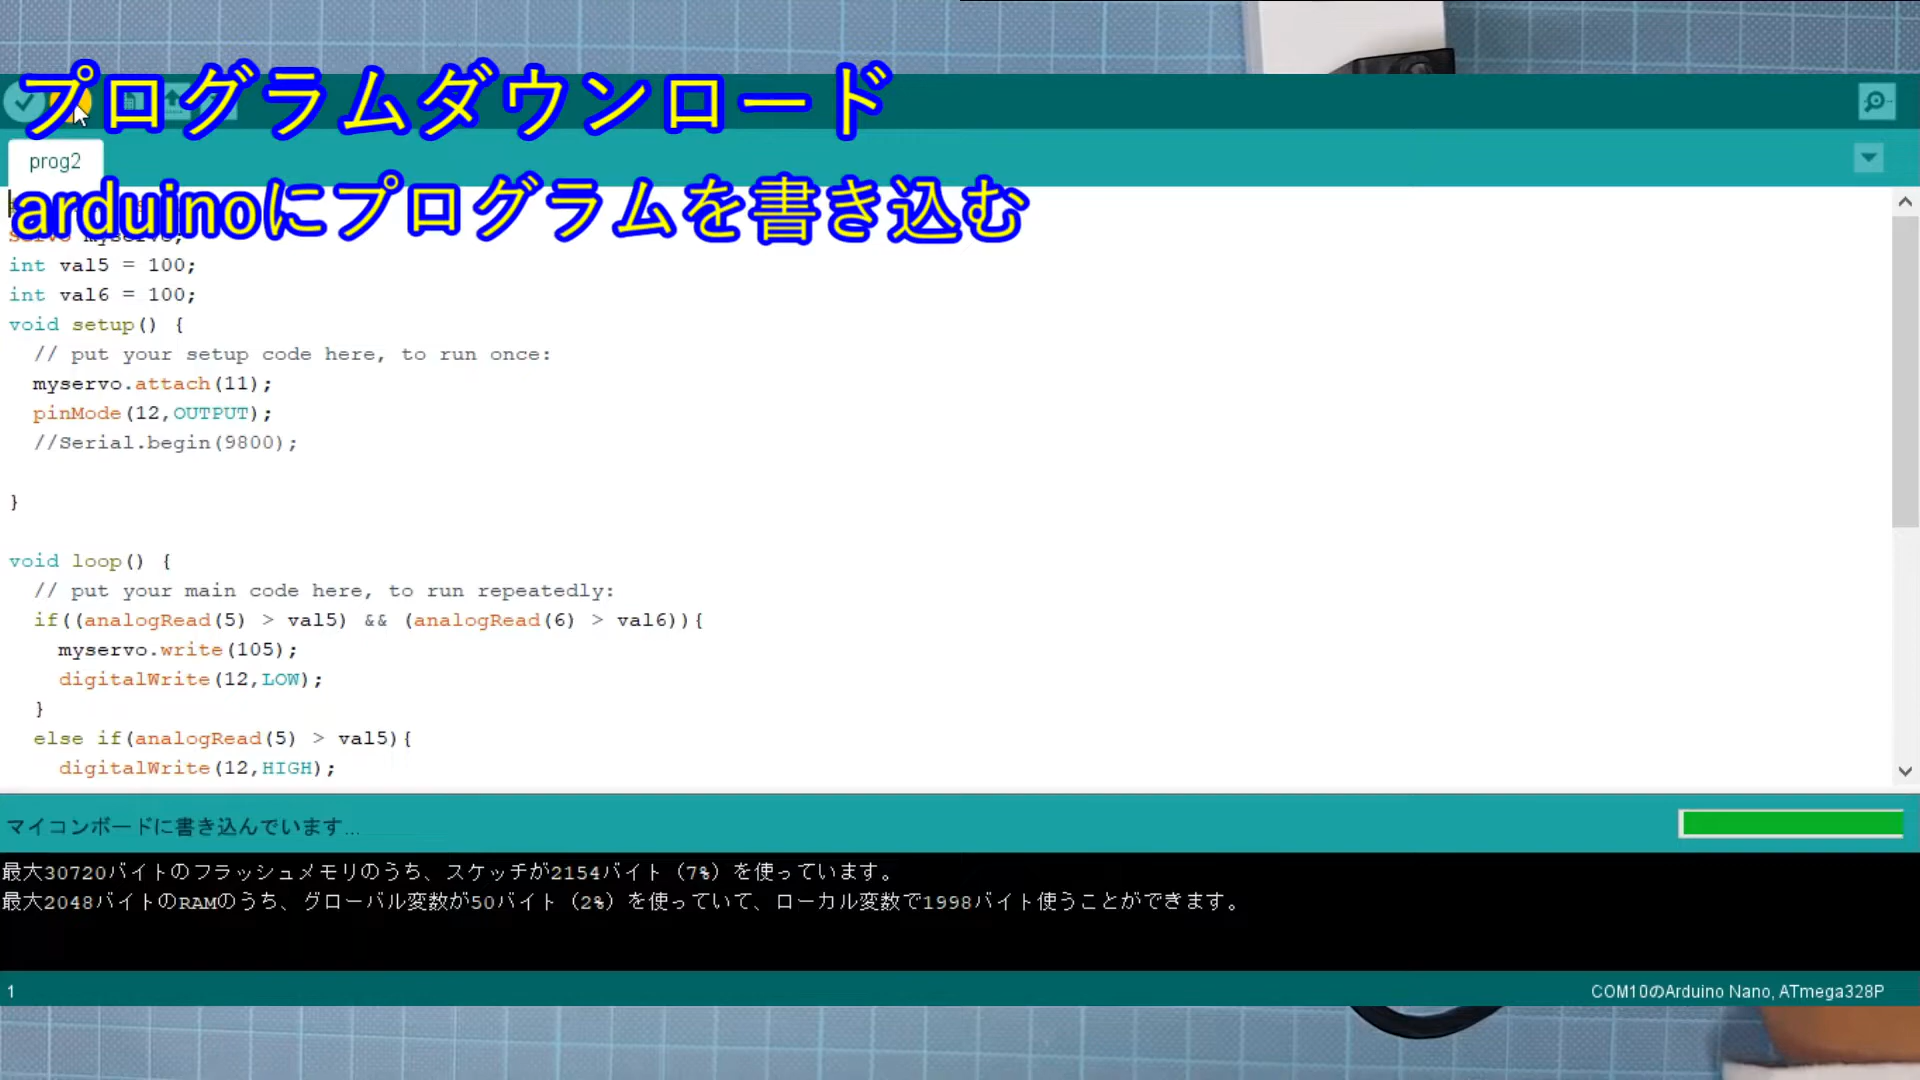 プログラムダウンロード
prog2
arduinoにプログラムを書き込む
Servo myservo;
int val5 = 100;
int val6 = 100;
void setup() {
// put your setup code here, to run once:
myservo.attach(11);
pinMode(12,OUTPUT);
//Serial.begin(9800);
}
void loop() {
// put your main code here, to run repeatedly:
if((analogRead(5) > val5) && (analogRead(6) > val6)){
myservo.write(105);
digitalWrite(12,LOW);
}
else if(analogRead(5) > val5){
digitalWrite(12,HIGH);
マイコンボードに書き込んでいます...
最大30720バイトのフラッシュメモリのうち、スケッチが2154バイト（7%）を使っています。
最大2048バイトのRAMのうち、グローバル変数が50バイト（2%）を使っていて、ローカル変数で1998バイト使うことができます。
1
COM10のArduino Nano, ATmega328P